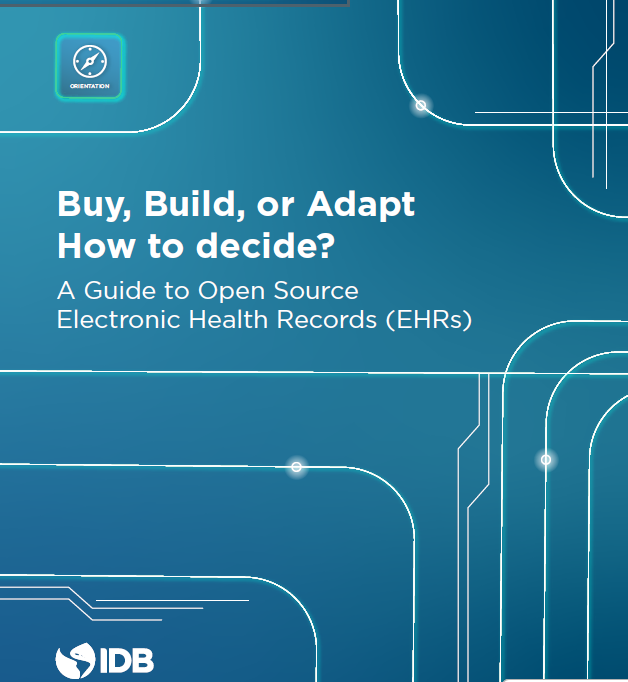 ORIENTATION
Buy, Build, or Adapt
How to decide?
A Guide to Open Source
Electronic Health Records (EHRs)
IDB